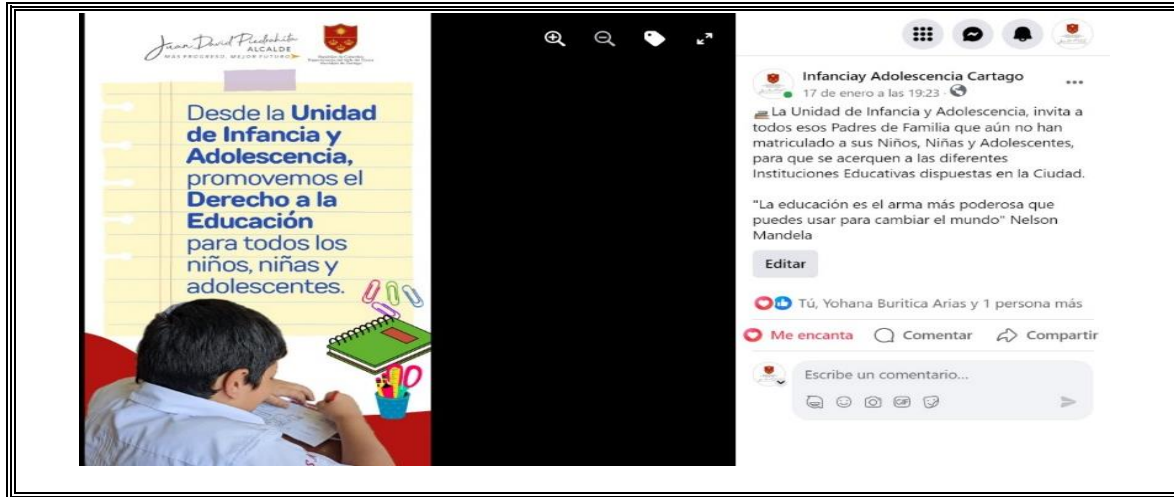 Juan David Piedrahita
ALCALDE
MÁS PROGRESO, MEJOR FUTURO
Desde la Unidad
de Infancia y
Adolescencia,
promovemos el
Derecho a la
Educación
para todos los
niños, niñas y
adolescentes.
Infanciay Adolescencia Cartago
17 de enero a las 19:23 ·
La Unidad de Infancia y Adolescencia, invita a
todos esos Padres de Familia que aún no han
matriculado a sus Niños, Niñas y Adolescentes,
para que se acerquen a las diferentes
Instituciones Educativas dispuestas en la Ciudad.
"La educación es el arma más poderosa que
puedes usar para cambiar el mundo" Nelson
Mandela
Editar
Tú, Yohana Buritica Arias y 1 persona más
Me encanta Comentar Compartir
Escribe un comentario...
GIF